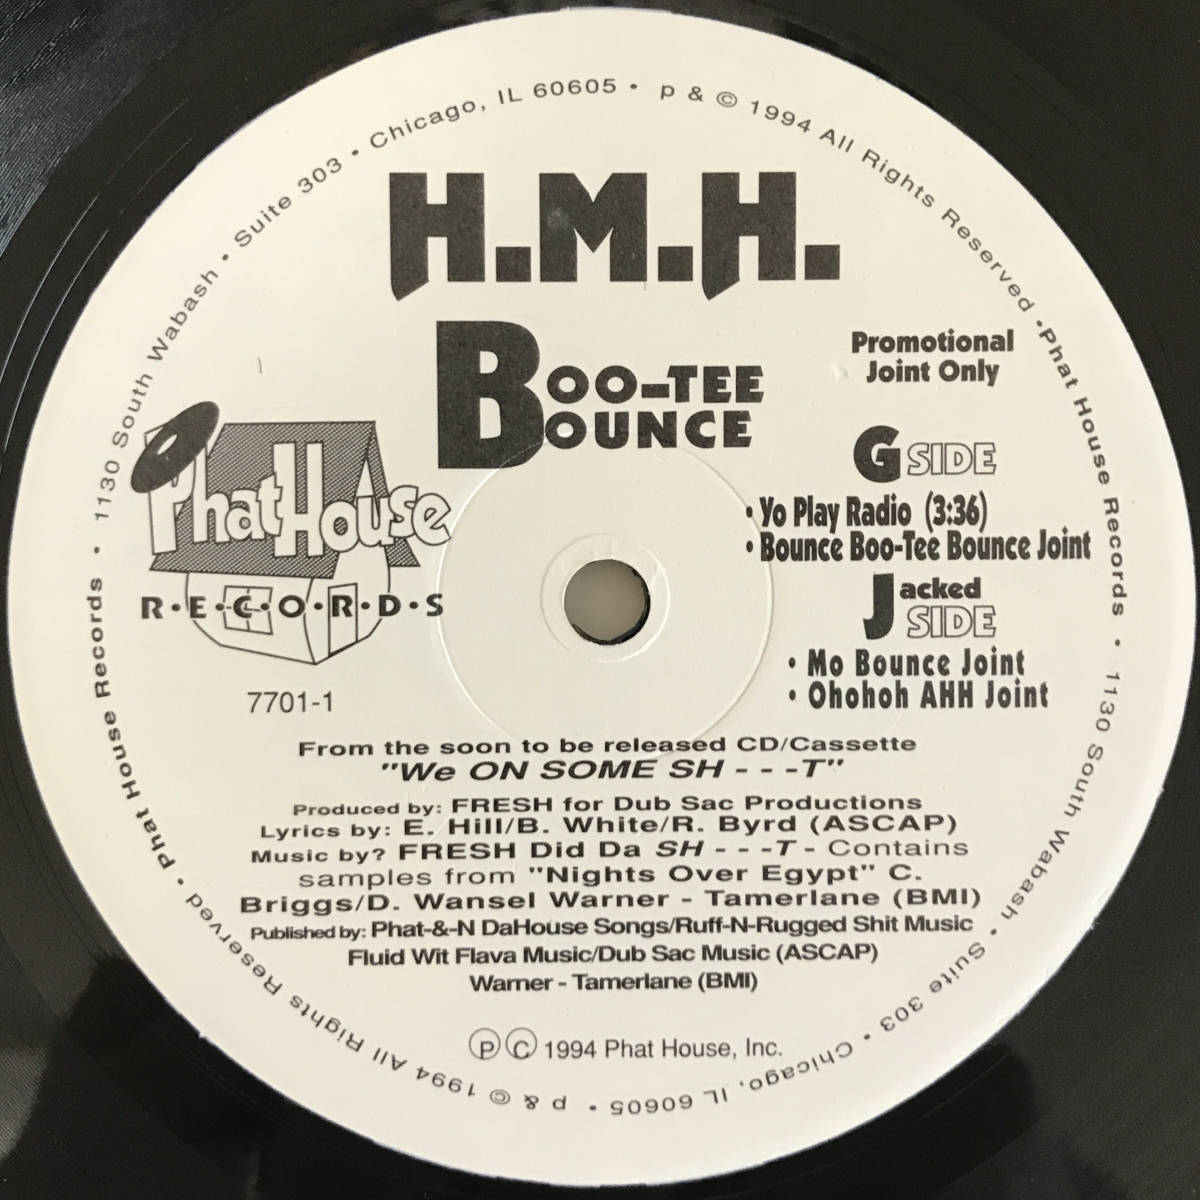 p & © 1994 All Rights Reserved • Phat House Records • 1130 South Wabash • Suite 303 • Chicago, IL 60605 • p & © 1994 All Rights Reserved • Phat House Records • 1130 South Wabash • Suite 303 • Chicago, IL 60605 •
H.M.H.
BOO-TEE
BOUNCE
Promotional
Joint Only
G SIDE
• Yo Play Radio (3:36)
• Bounce Boo-Tee Bounce Joint
Jacked
SIDE
• Mo Bounce Joint
• Ohohoh AHH Joint
Phat House
R•E•C•O•R•D•S
7701-1
From the soon to be released CD/Cassette
"We ON SOME SH - - -T"
Produced by: FRESH for Dub Sac Productions
Lyrics by: E. Hill/B. White/R. Byrd (ASCAP)
Music by? FRESH Did Da SH - - -T - Contains
samples from "Nights Over Egypt" C.
Briggs/D. Wansel Warner - Tamerlane (BMI)
Published by: Phat-&-N DaHouse Songs/Ruff-N-Rugged Shit Music
Fluid Wit Flava Music/Dub Sac Music (ASCAP)
Warner - Tamerlane (BMI)
Ⓟ Ⓒ 1994 Phat House, Inc.